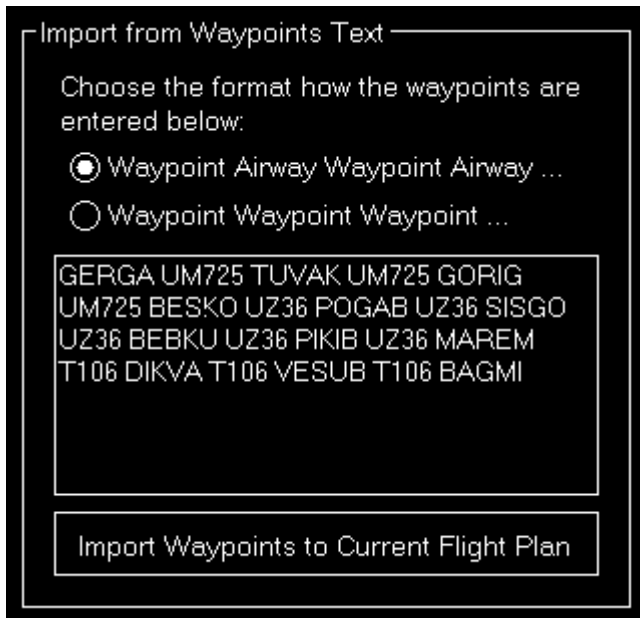 Import from Waypoints Text
Choose the format how the waypoints are
entered below:
Waypoint Airway Waypoint Airway ...
Waypoint Waypoint Waypoint ...
GERGA UM725 TUVAK UM725 GORIG
UM725 BESKO UZ36 POGAB UZ36 SISGO
UZ36 BEBKU UZ36 PIKIB UZ36 MAREM
T106 DIKVA T106 VESUB T106 BAGMI
Import Waypoints to Current Flight Plan